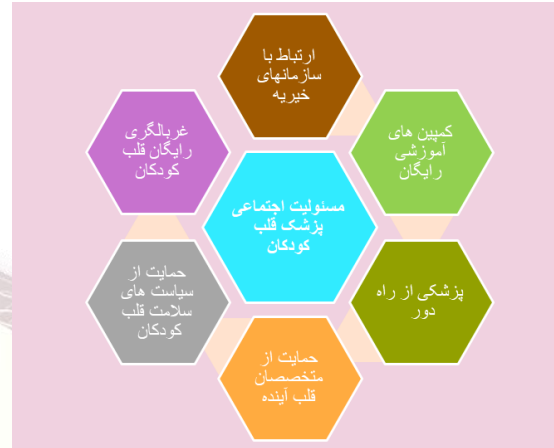 ارتباط با
سازمانهای
خیریه
کمپین های
آموزشی
رایگان
پزشکی از راه
دور
حمایت از
متخصصان
قلب آینده
حمایت از
سیاست های
سلامت قلب
کودکان
غربالگری
رایگان قلب
کودکان
مسئولیت اجتماعی
پزشک قلب
کودکان